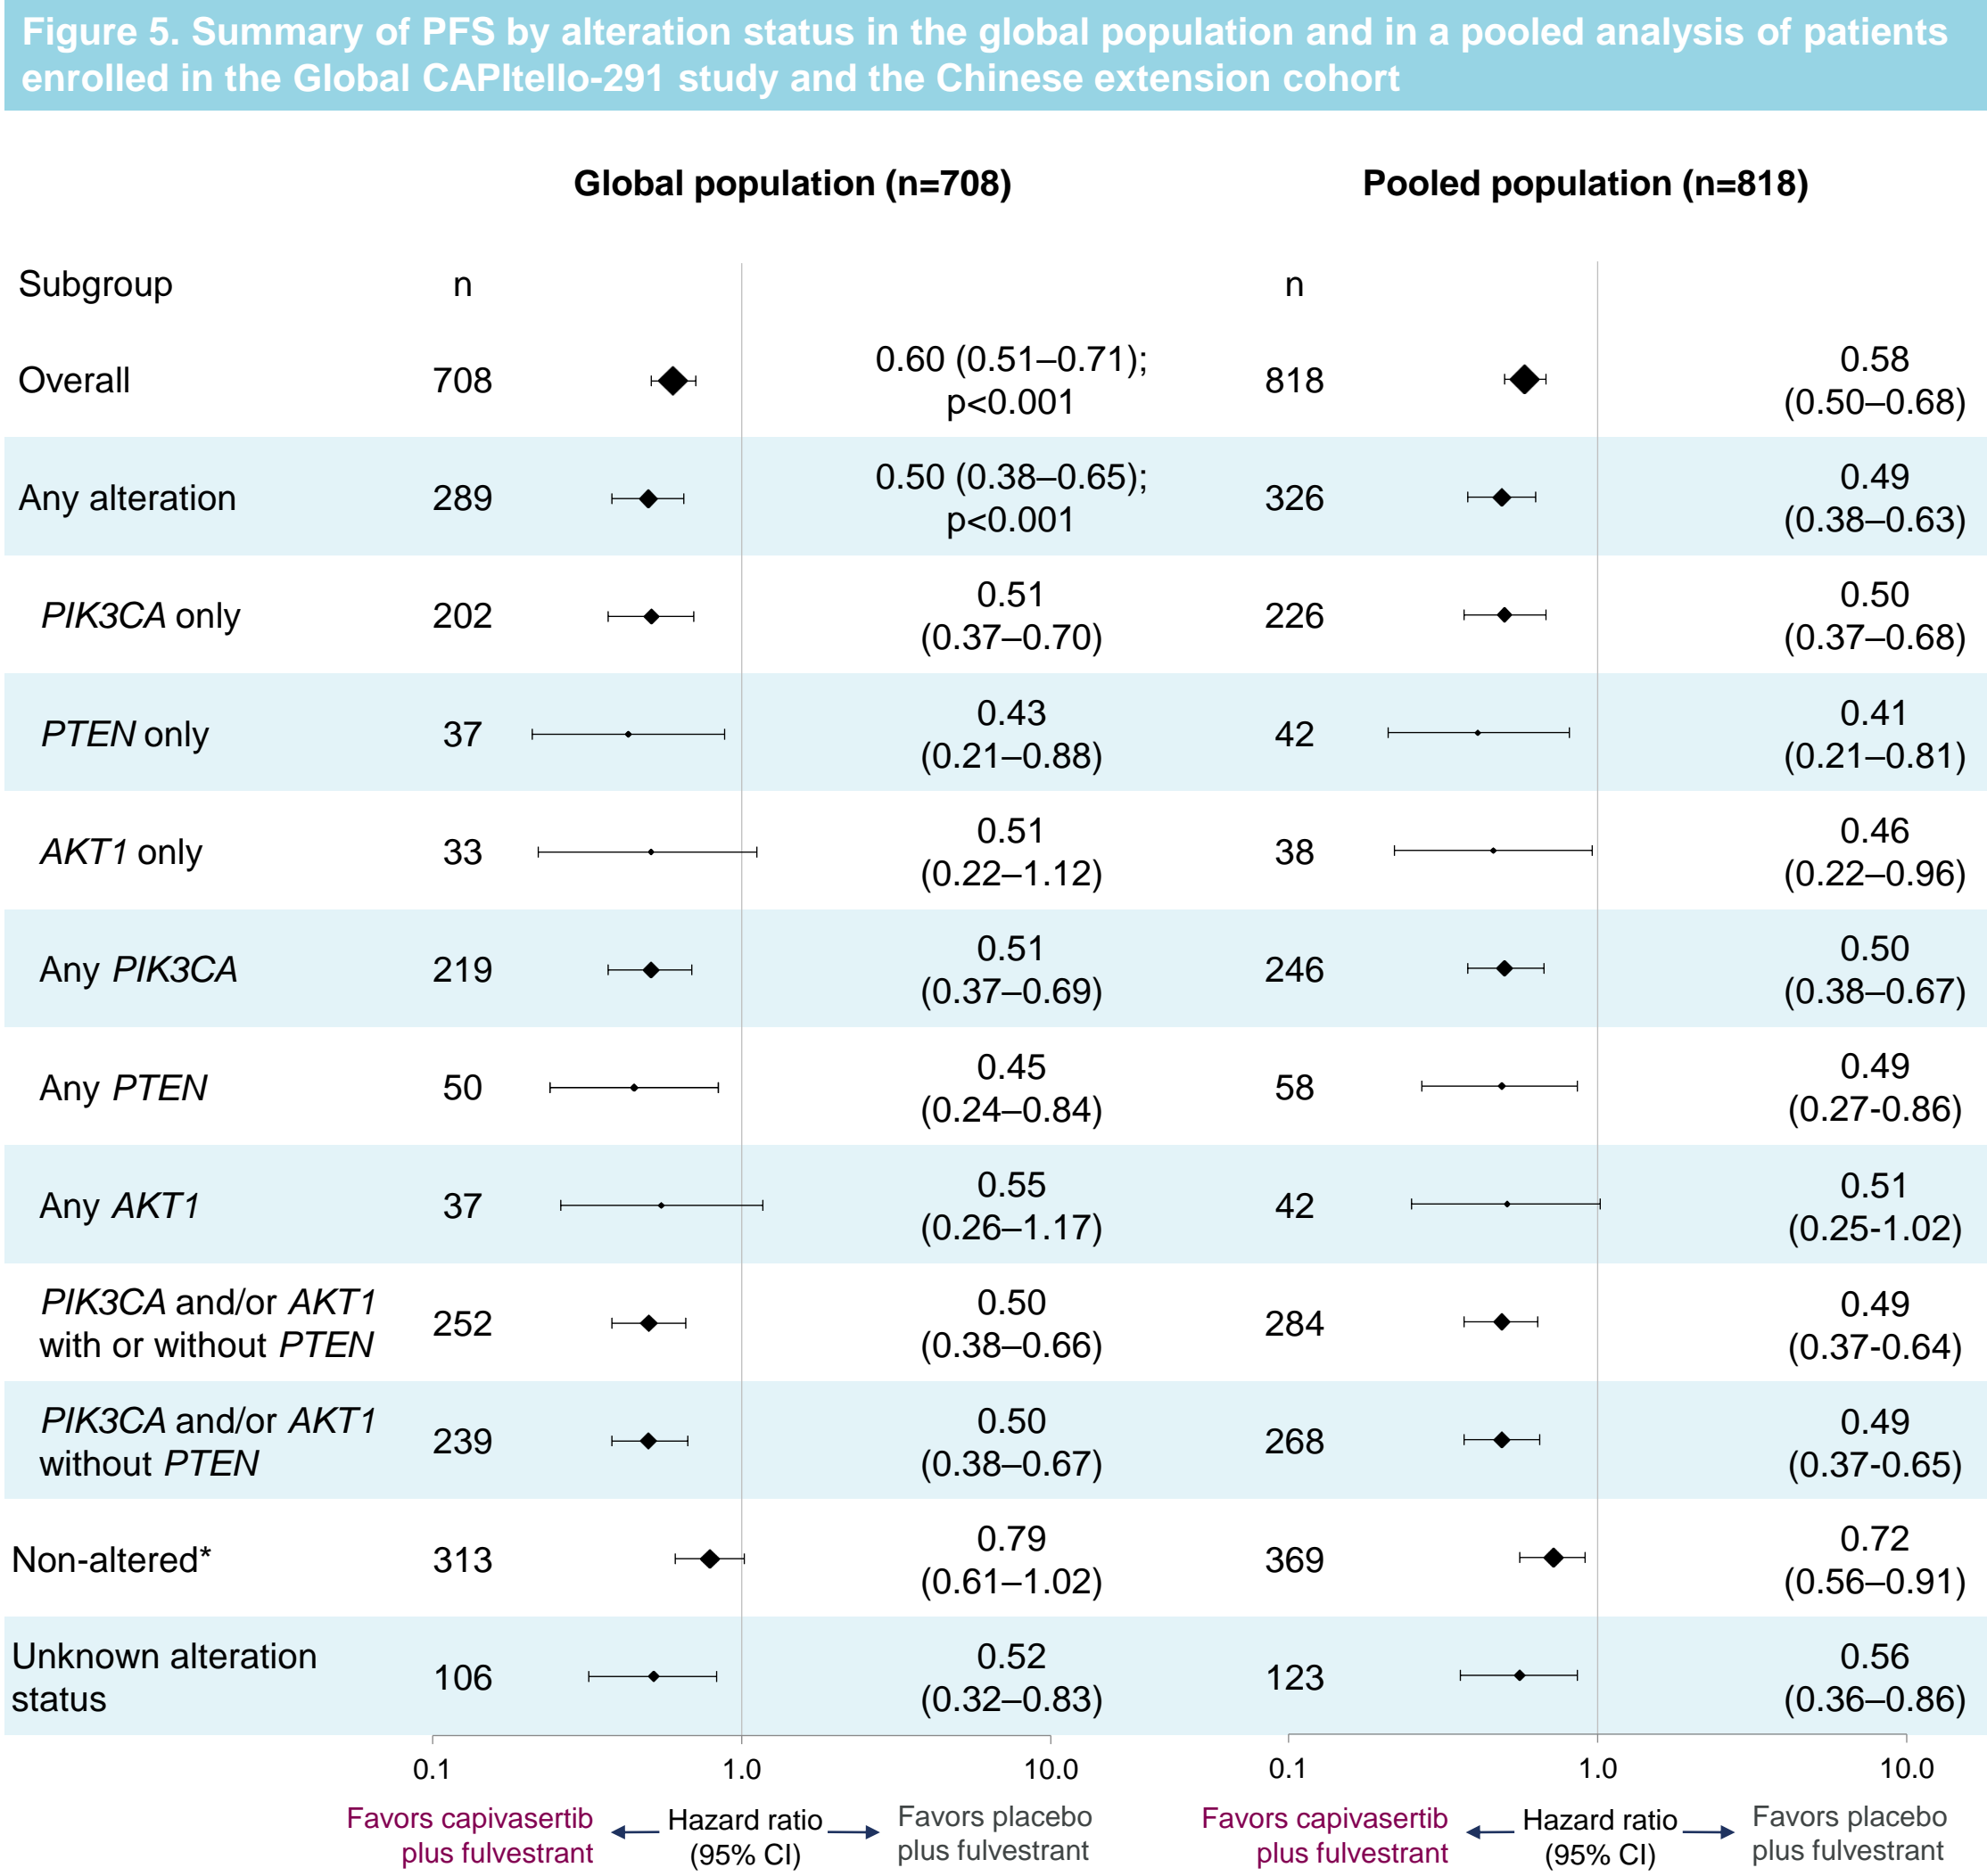 Figure 5. Summary of PFS by alteration status in the global population and in a pooled analysis of patients
enrolled in the Global CAPItello-291 study and the Chinese extension cohort
Global population (n=708) Pooled population (n=818)
Subgroup n n
Overall 708 0.60 (0.51–0.71); p<0.001 818 0.58 (0.50–0.68)
Any alteration 289 0.50 (0.38–0.65); p<0.001 326 0.49 (0.38–0.63)
PIK3CA only 202 0.51 (0.37–0.70) 226 0.50 (0.37–0.68)
PTEN only 37 0.43 (0.21–0.88) 42 0.41 (0.21–0.81)
AKT1 only 33 0.51 (0.22–1.12) 38 0.46 (0.22–0.96)
Any PIK3CA 219 0.51 (0.37–0.69) 246 0.50 (0.38–0.67)
Any PTEN 50 0.45 (0.24–0.84) 58 0.49 (0.27-0.86)
Any AKT1 37 0.55 (0.26–1.17) 42 0.51 (0.25-1.02)
PIK3CA and/or AKT1 with or without PTEN 252 0.50 (0.38–0.66) 284 0.49 (0.37-0.64)
PIK3CA and/or AKT1 without PTEN 239 0.50 (0.38–0.67) 268 0.49 (0.37-0.65)
Non-altered* 313 0.79 (0.61–1.02) 369 0.72 (0.56–0.91)
Unknown alteration status 106 0.52 (0.32–0.83) 123 0.56 (0.36–0.86)
0.1 1.0 10.0 0.1 1.0 10.0
Favors capivasertib plus fulvestrant Hazard ratio (95% CI) Favors placebo plus fulvestrant Favors capivasertib plus fulvestrant Hazard ratio (95% CI) Favors placebo plus fulvestrant